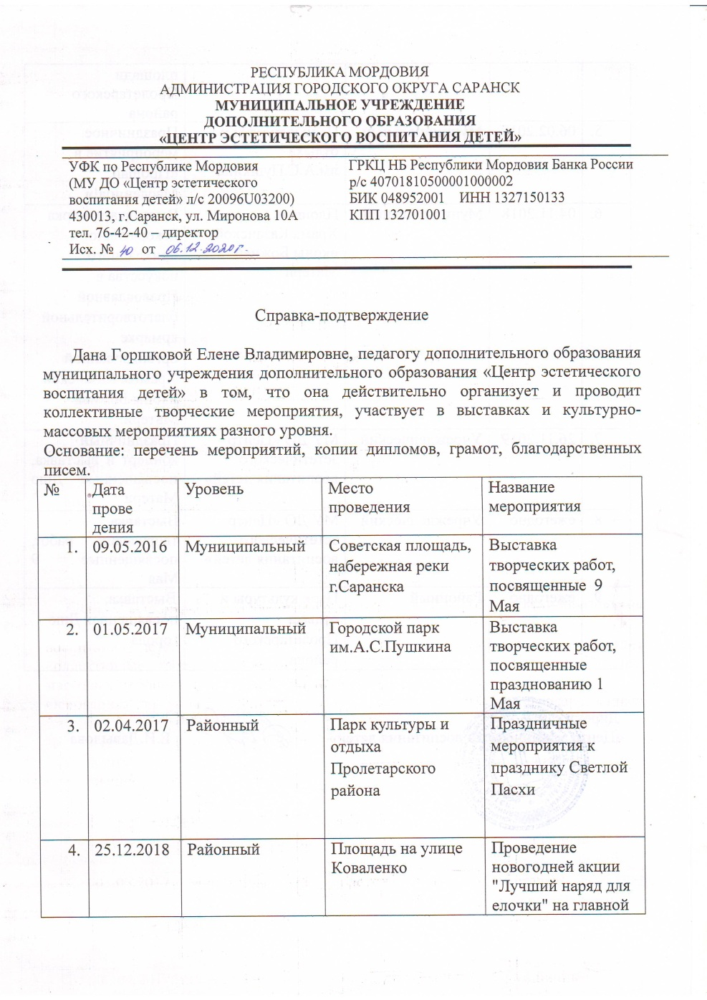 РЕСПУБЛИКА МОРДОВИЯ
АДМИНИСТРАЦИЯ ГОРОДСКОГО ОКРУГА САРАНСК
МУНИЦИПАЛЬНОЕ УЧРЕЖДЕНИЕ
ДОПОЛНИТЕЛЬНОГО ОБРАЗОВАНИЯ
«ЦЕНТР ЭСТЕТИЧЕСКОГО ВОСПИТАНИЯ ДЕТЕЙ»
УФК по Республике Мордовия
(МУ ДО «Центр эстетического
воспитания детей» л/с 20096U03200)
430013, г.Саранск, ул. Миронова 10А
тел. 76-42-40 – директор
Исх. № 40 от 06.12.2020г.
ГРКЦ НБ Республики Мордовия Банка России
р/с 40701810500001000002
БИК 048952001 ИНН 1327150133
КПП 132701001
Справка-подтверждение
Дана Горшковой Елене Владимировне, педагогу дополнительного образования
муниципального учреждения дополнительного образования «Центр эстетического
воспитания детей» в том, что она действительно организует и проводит
коллективные творческие мероприятия, участвует в выставках и культурно-
массовых мероприятиях разного уровня.
Основание: перечень мероприятий, копии дипломов, грамот, благодарственных
писем.
№
Дата
прове
дения
Уровень
Место
проведения
Название
мероприятия
1.
09.05.2016
Муниципальный
Советская площадь,
набережная реки
г.Саранска
Выставка
творческих работ,
посвященные 9
Мая
2.
01.05.2017
Муниципальный
Городской парк
им.А.С.Пушкина
Выставка
творческих работ,
посвященные
празднованию 1
Мая
3.
02.04.2017
Районный
Парк культуры и
отдыха
Пролетарского
района
Праздничные
мероприятия к
празднику Светлой
Пасхи
4.
25.12.2018
Районный
Площадь на улице
Коваленко
Проведение
новогодней акции
"Лучший наряд для
елочки" на главной